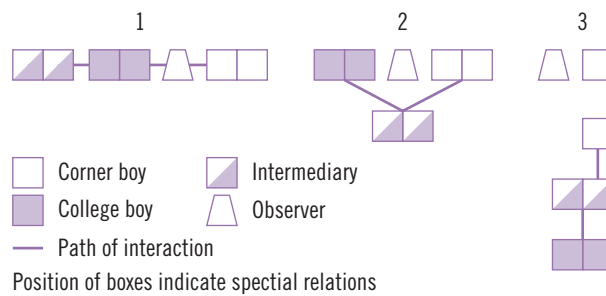 1 2 3
Corner boy Intermediary
College boy Observer
Path of interaction
Position of boxes indicate spectial relations